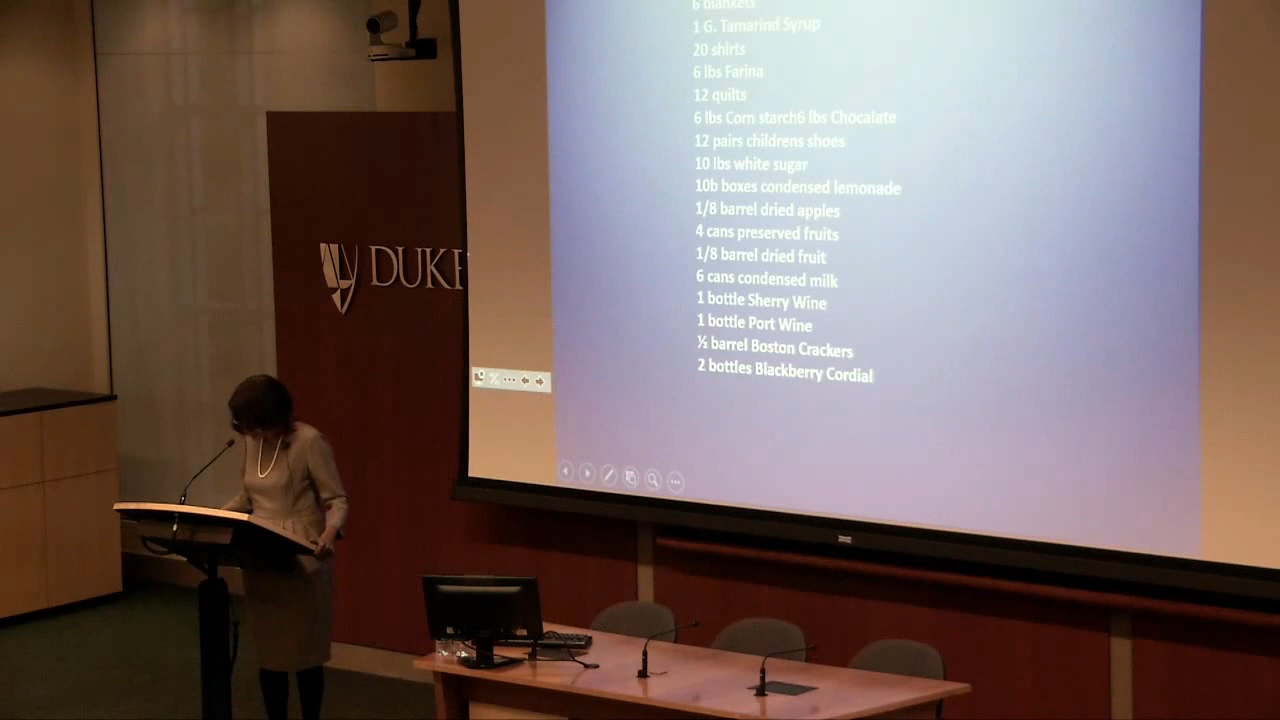 6 blankets
1 G. Tamarind Syrup
20 shirts
6 lbs Farina
12 quilts
6 lbs Corn starch6 lbs Chocalate
12 pairs childrens shoes
10 lbs white sugar
10b boxes condensed lemonade
1/8 barrel dried apples
4 cans preserved fruits
1/8 barrel dried fruit
6 cans condensed milk
1 bottle Sherry Wine
1 bottle Port Wine
½ barrel Boston Crackers
2 bottles Blackberry Cordial
DUKE